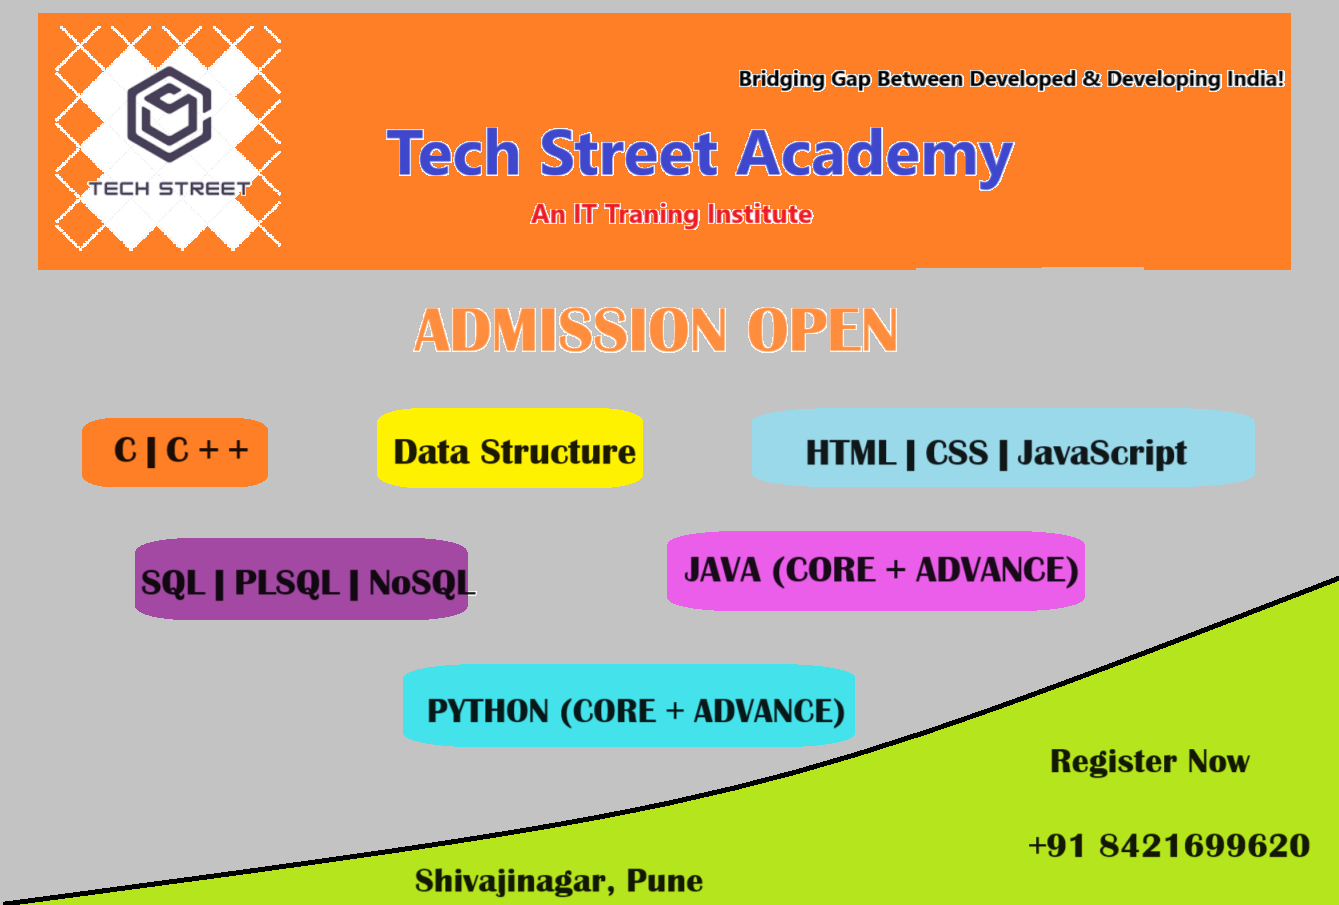 Bridging Gap Between Developed & Developing India!
TECH STREET
Tech Street Academy
An IT Traning Institute
ADMISSION OPEN
C | C + +
Data Structure
HTML | CSS | JavaScript
SQL | PLSQL | NoSQL
JAVA (CORE + ADVANCE)
PYTHON (CORE + ADVANCE)
Register Now
+91 8421699620
Shivajinagar, Pune